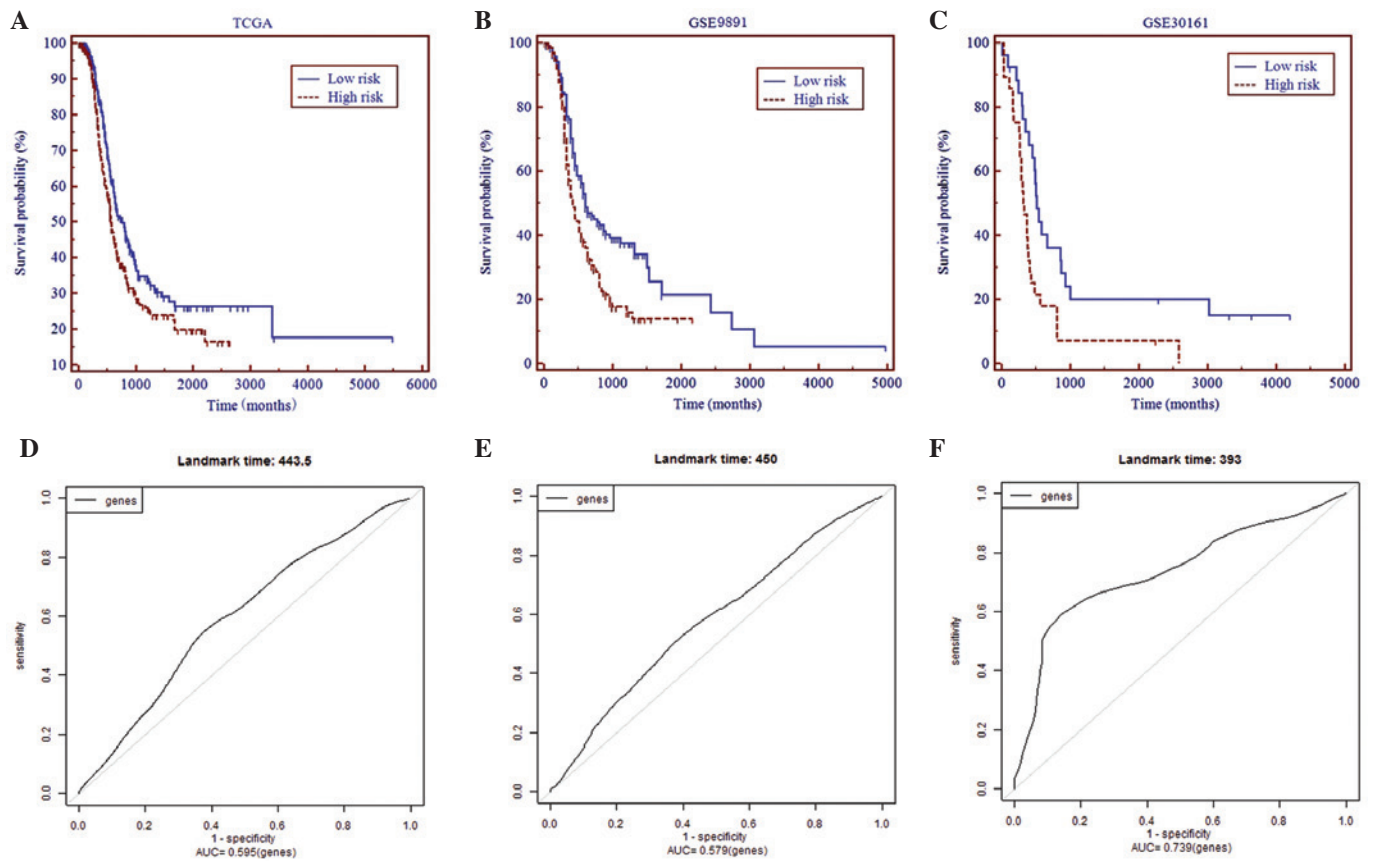 A
TCGA
Survival probability (%)
100
90
80
70
60
50
40
30
20
10
Low risk
High risk
0 1000 2000 3000 4000 5000 6000
Time (months)
B
GSE9891
Survival probability (%)
100
80
60
40
20
0
Low risk
High risk
0 1000 2000 3000 4000 5000
Time (months)
C
GSE30161
Survival probability (%)
100
80
60
40
20
0
Low risk
High risk
0 1000 2000 3000 4000 5000
Time (months)
D
Landmark time: 443.5
genes
sensitivity
1.0
0.8
0.6
0.4
0.2
0.0
0.0 0.2 0.4 0.6 0.8 1.0
1 - specificity
AUC= 0.595(genes)
E
Landmark time: 450
genes
1.0
0.8
0.6
0.4
0.2
0.0
0.0 0.2 0.4 0.6 0.8 1.0
1 - specificity
AUC= 0.579(genes)
F
Landmark time: 393
genes
sensitivity
1.0
0.8
0.6
0.4
0.2
0.0
0.0 0.2 0.4 0.6 0.8 1.0
1 - specificity
AUC= 0.739(genes)